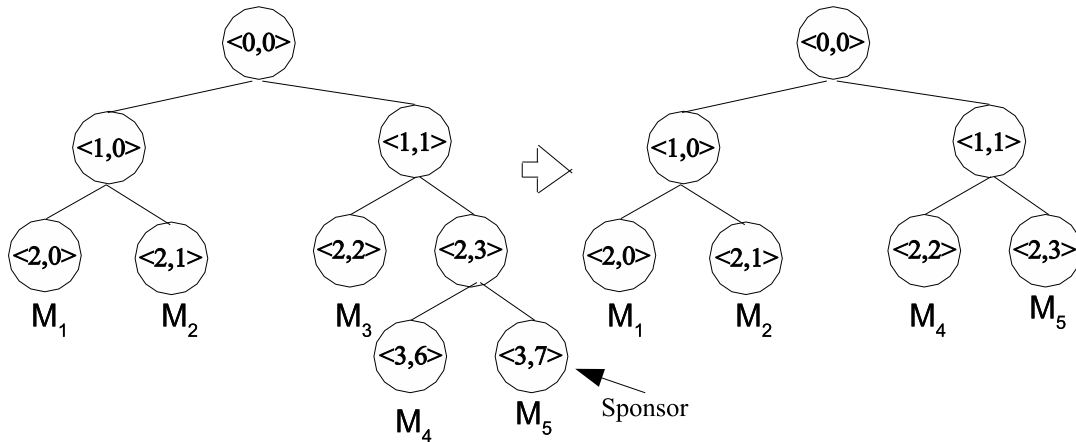 <0,0>
<0,0>
<1,0>
<1,1>
<1,0>
<1,1>
<2,0>
<2,1>
<2,2>
<2,3>
<2,0>
<2,1>
<2,2>
<2,3>
M1
M2
M3
M1
M2
M4
M5
<3,6>
<3,7>
M4
M5
Sponsor